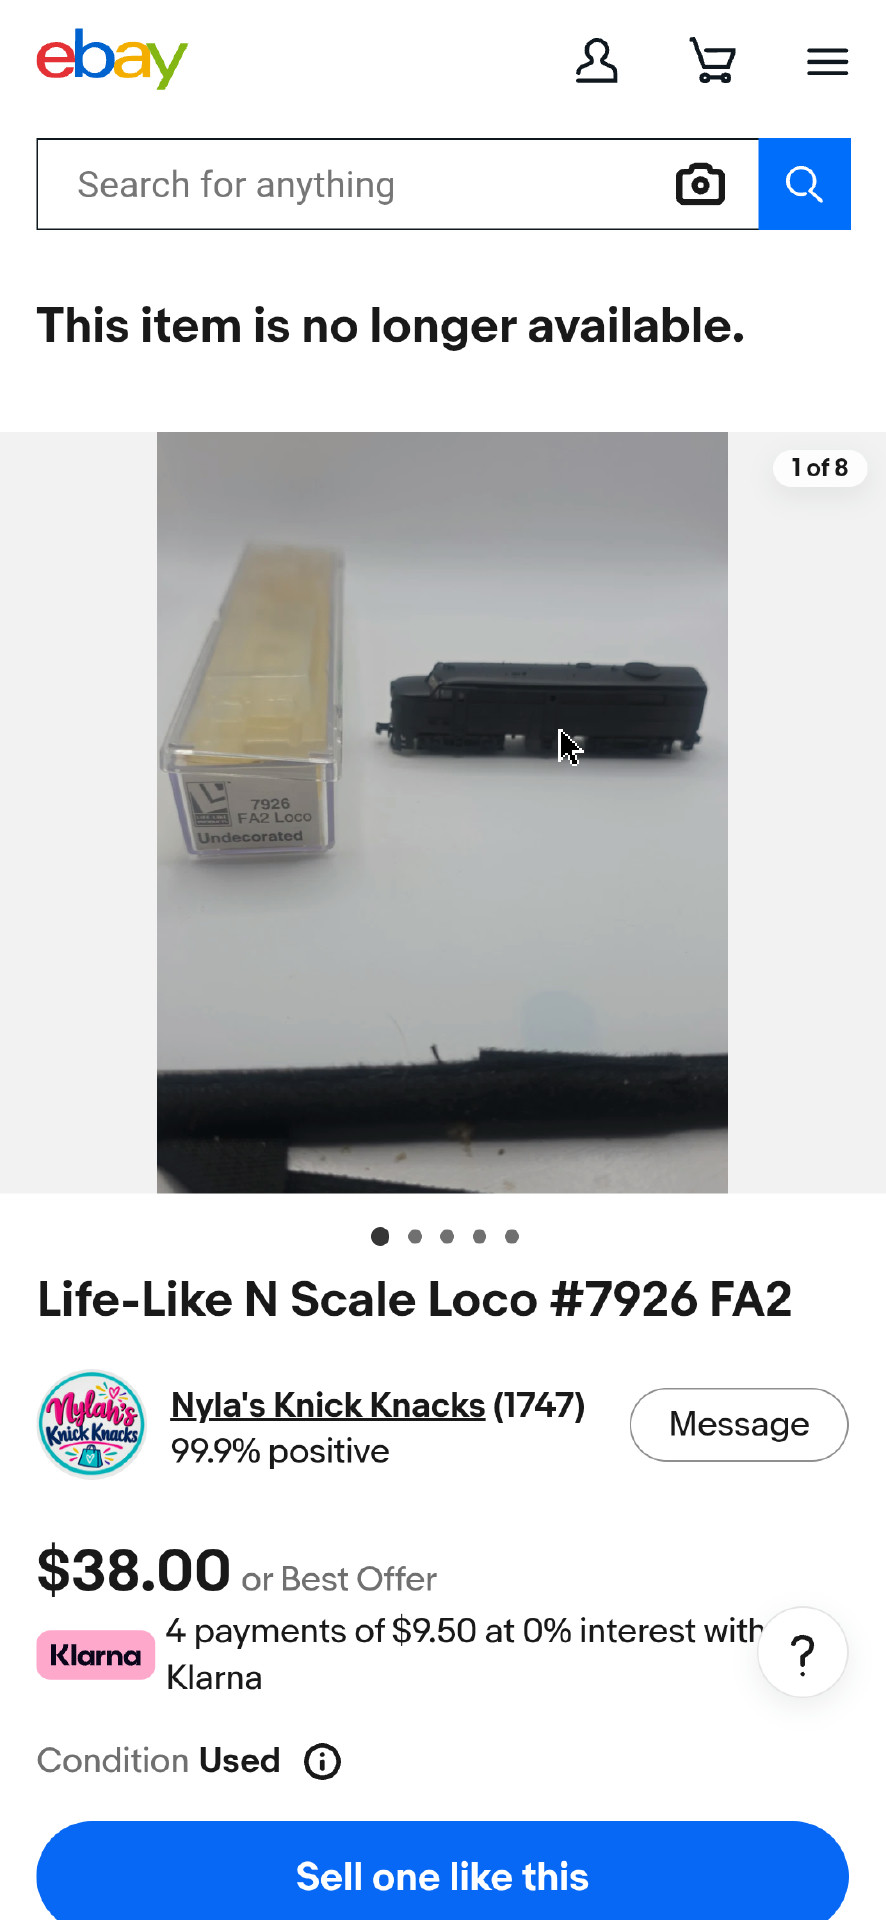 ebay
Search for anything
This item is no longer available.
1 of 8
7926
FA2 Loco
Undecorated
Life-Like N Scale Loco #7926 FA2
Nylah's
Knick Knacks
Nyla's Knick Knacks (1747)
99.9% positive
Message
$38.00 or Best Offer
Klarna
4 payments of $9.50 at 0% interest with
Klarna
?
Condition Used
Sell one like this